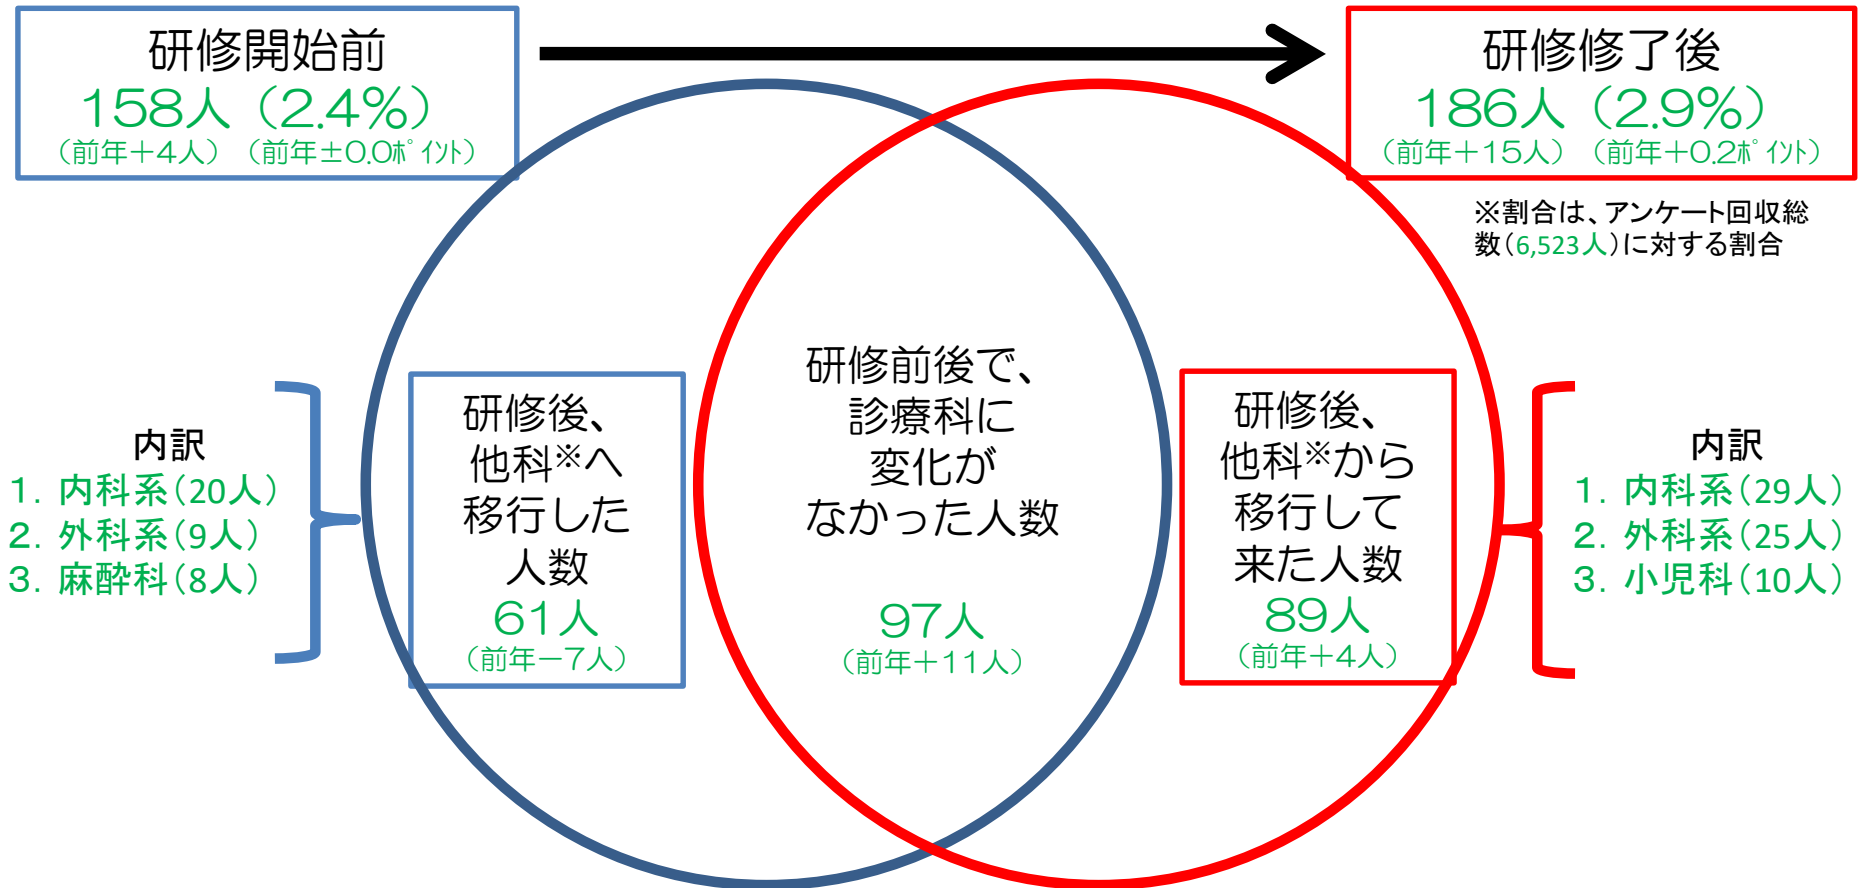 研修開始前
158人（2.4%）
（前年＋4人）（前年±0.0ﾎﾟｲﾝﾄ）
研修修了後
186人（2.9%）
（前年＋15人）（前年＋0.2ﾎﾟｲﾝﾄ）
※割合は、アンケート回収総
数（6,523人）に対する割合
内訳
1．内科系（20人）
2．外科系（9人）
3．麻酔科（8人）
研修後、
他科※へ
移行した
人数
61人
（前年－7人）
研修前後で、
診療科に
変化が
なかった人数
97人
（前年＋11人）
研修後、
他科※から
移行して
来た人数
89人
（前年＋4人）
内訳
1．内科系（29人）
2．外科系（25人）
3．小児科（10人）